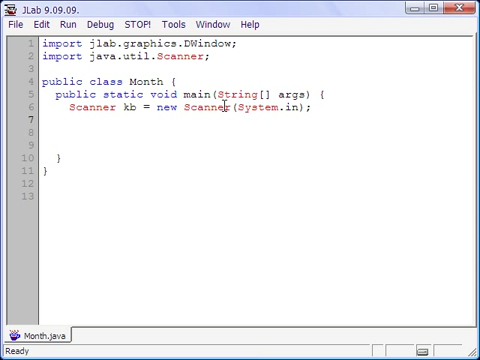 JLab 9.09.09.
File Edit Run Debug STOP! Tools Window Help
1 import jlab.graphics.DWindow;
2 import java.util.Scanner;
3
4 public class Month {
5 public static void main(String[] args) {
6 Scanner kb = new Scanner(System.in);
7
8
9
10 }
11 }
12
13
Month.java
Ready